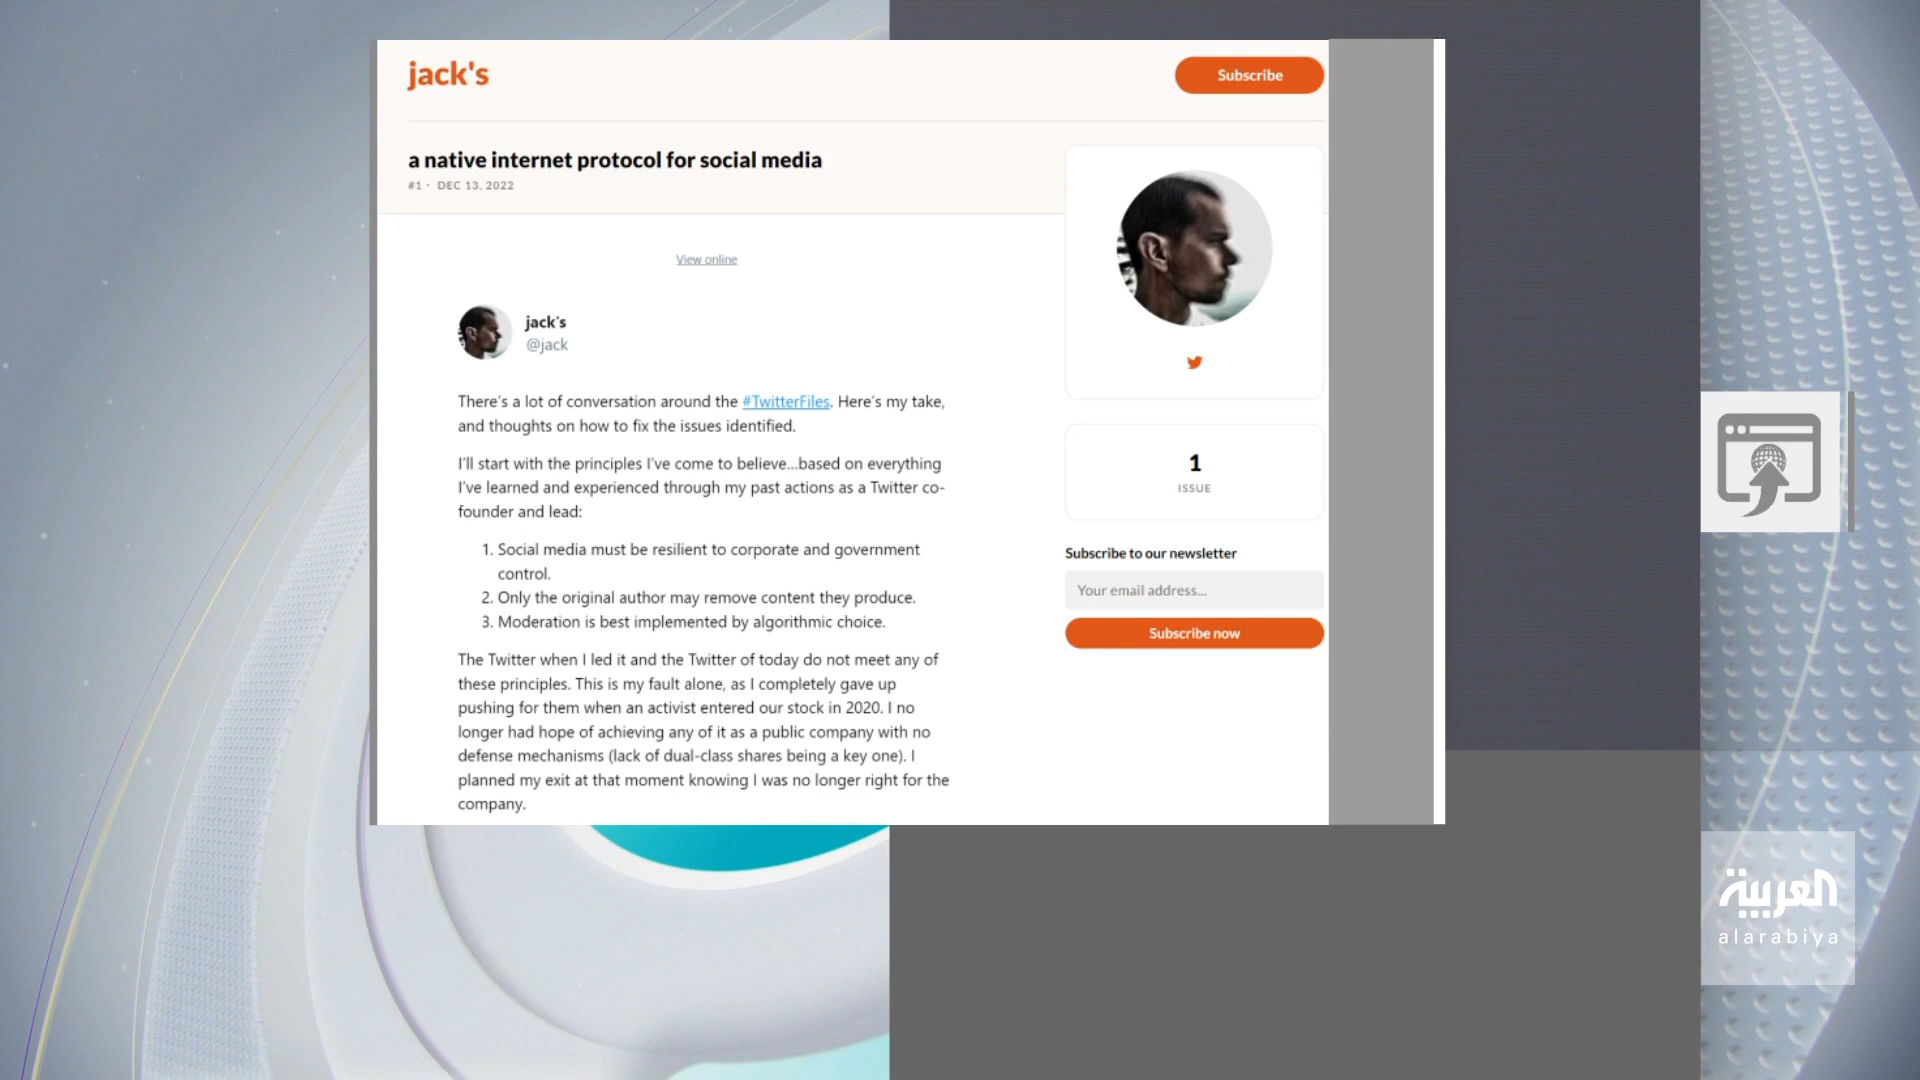 jack's
Subscribe
a native internet protocol for social media
#1 · DEC 13, 2022
View online
jack's
@jack
There's a lot of conversation around the #TwitterFiles. Here's my take,
and thoughts on how to fix the issues identified.
I'll start with the principles I've come to believe…based on everything
I've learned and experienced through my past actions as a Twitter co-
founder and lead:
1. Social media must be resilient to corporate and government
control.
2. Only the original author may remove content they produce.
3. Moderation is best implemented by algorithmic choice.
The Twitter when I led it and the Twitter of today do not meet any of
these principles. This is my fault alone, as I completely gave up
pushing for them when an activist entered our stock in 2020. I no
longer had hope of achieving any of it as a public company with no
defense mechanisms (lack of dual-class shares being a key one). I
planned my exit at that moment knowing I was no longer right for the
company.
1
ISSUE
Subscribe to our newsletter
Your email address...
Subscribe now
العربية
alarabiya